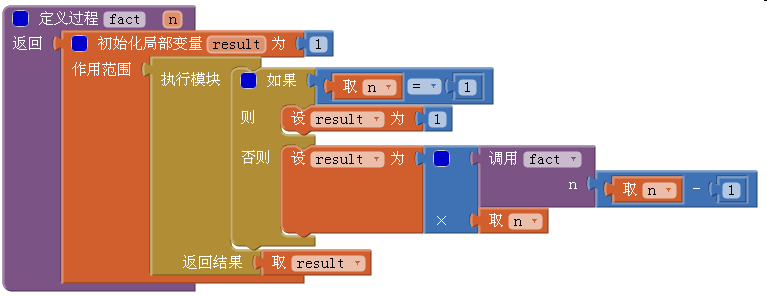 定义过程 fact n
返回 初始化局部变量 result 为 1
作用范围 执行模块 如果 取 n = 1
则 设 result 为 1
否则 设 result 为 调用 fact
n 取 n - 1
× 取 n
返回结果 取 result